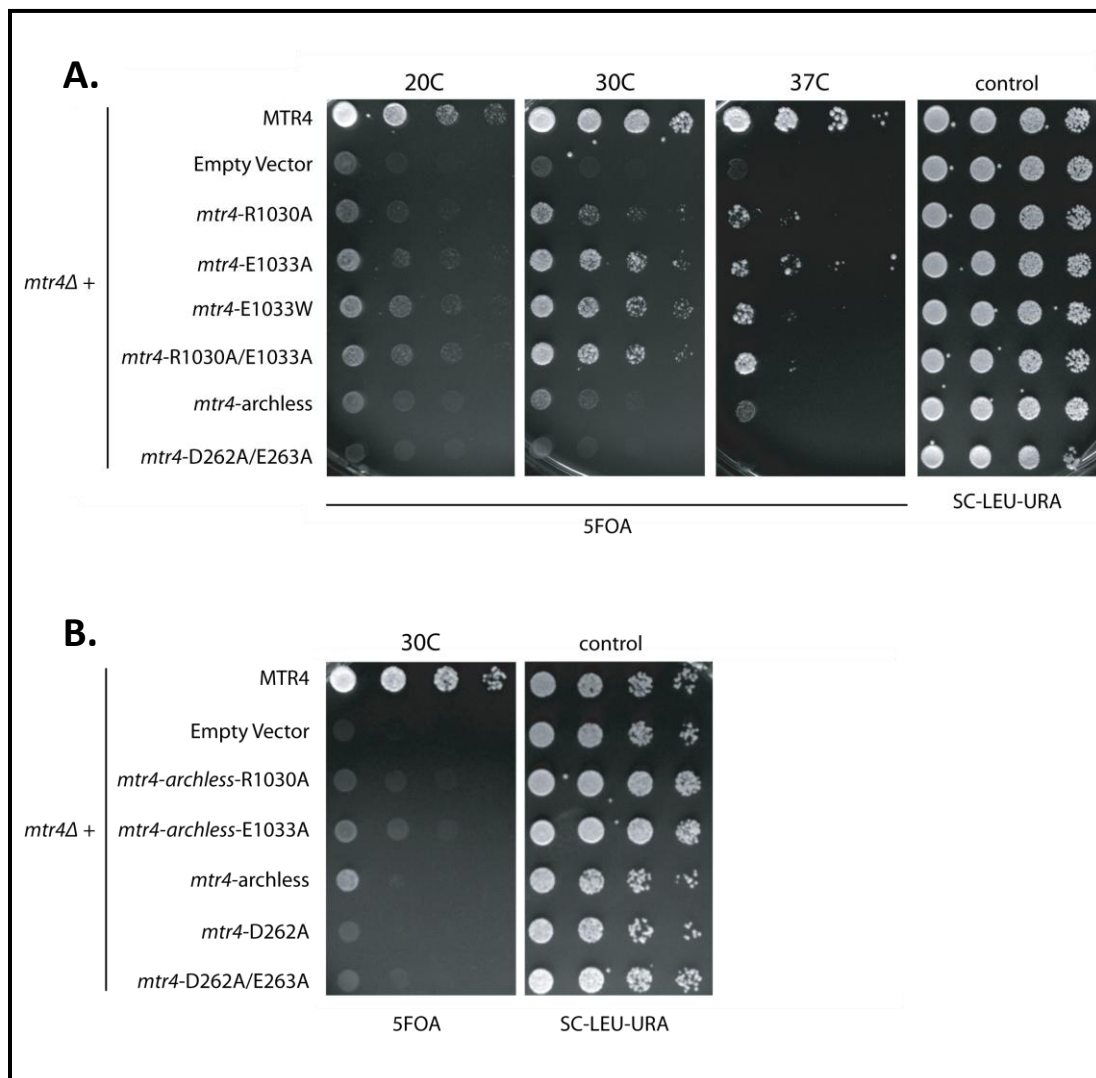 A.
20C 30C 37C control
MTR4
Empty Vector
mtr4-R1030A
mtr4-E1033A
mtr4Δ +
mtr4-E1033W
mtr4-R1030A/E1033A
mtr4-archless
mtr4-D262A/E263A
SC-LEU-URA
5FOA
B.
30C control
MTR4
Empty Vector
mtr4-archless-R1030A
mtr4Δ + mtr4-archless-E1033A
mtr4-archless
mtr4-D262A
mtr4-D262A/E263A
5FOA SC-LEU-URA